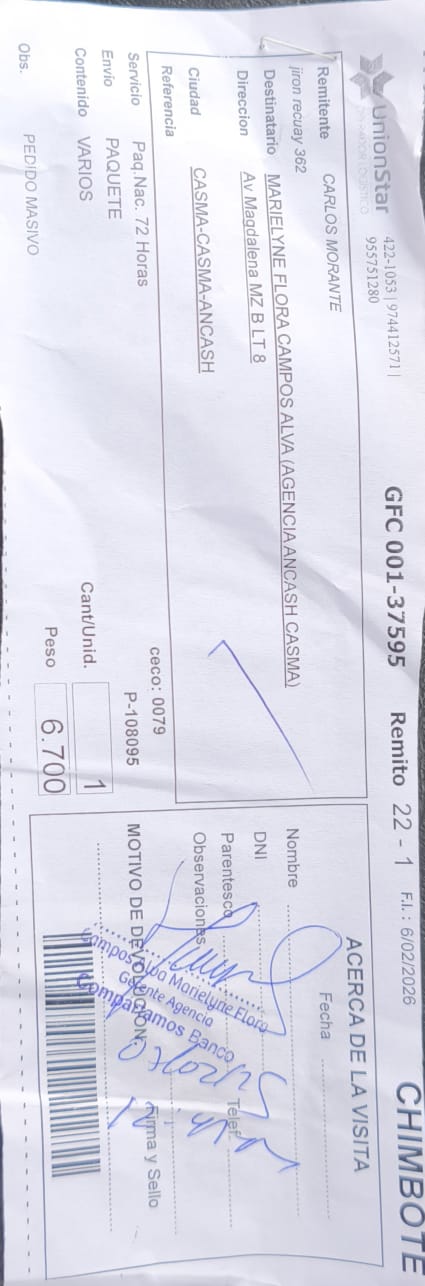 UnionStar
OPERADOR LOGISTICO
422-1053 | 974412571 |
955751280
GFC 001-37595
Remito 22 - 1
F.I.: 6/02/2026
CHIMBOTE
Remitente CARLOS MORANTE
jiron recuay 362
Destinatario MARIELYNE FLORA CAMPOS ALVA (AGENCIA ANCASH CASMA)
Direccion Av Magdalena MZ B LT 8
Ciudad CASMA-CASMA-ANCASH
Referencia
ceco: 0079
Servicio Paq.Nac. 72 Horas
P-108095
Envio PAQUETE
Cant/Unid. 1
Contenido VARIOS
Peso 6.700
Obs. PEDIDO MASIVO
ACERCA DE LA VISITA
Fecha
Nombre
DNI
Parentesco
Telef
Observaciones
MOTIVO DE DEVOLUCION
Firma y Sello
Campos Alva Marielyne Flora
Gerente Agencia
Compartamos Banco